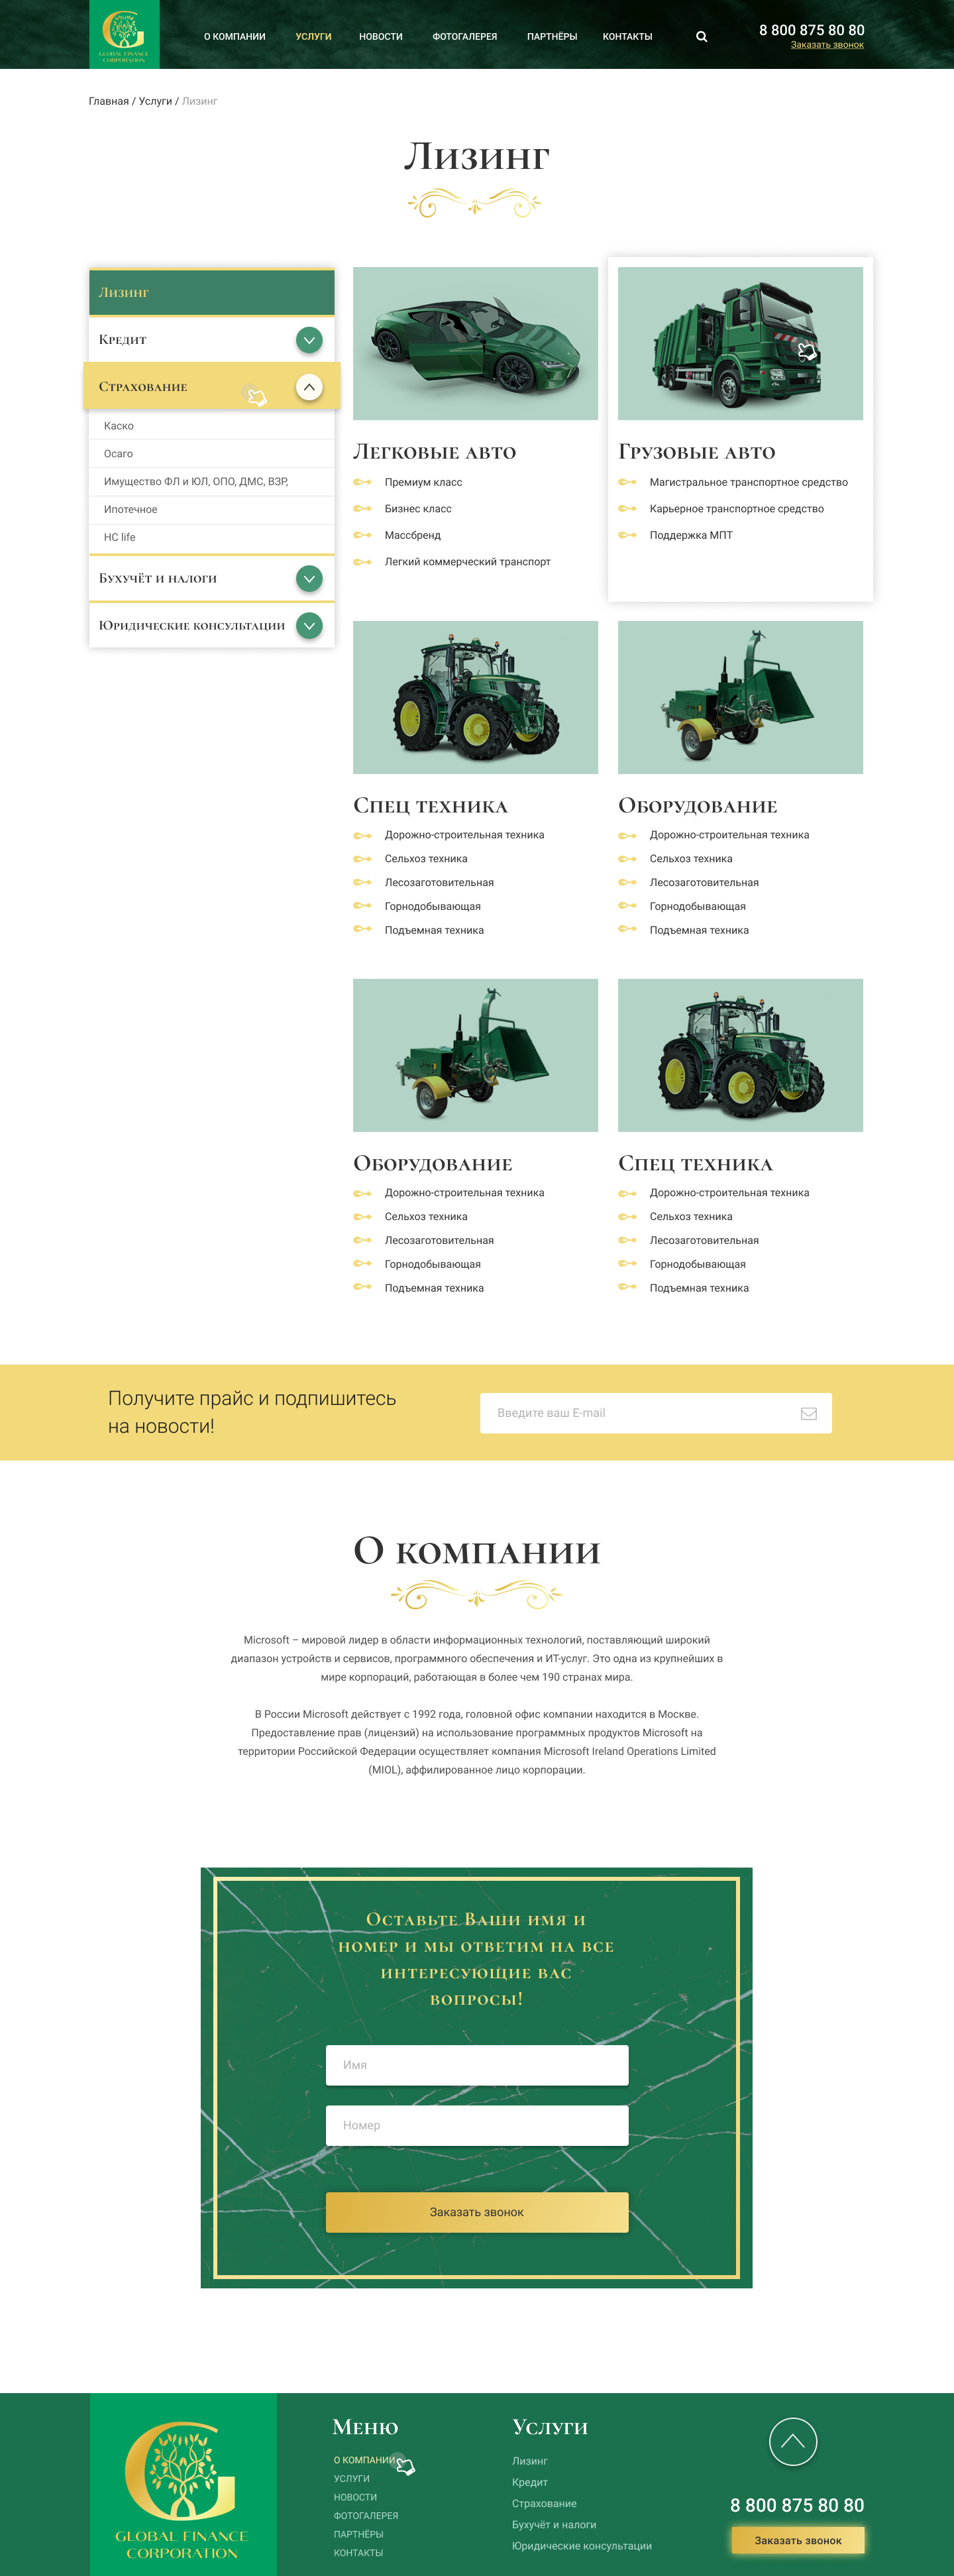 GLOBAL FINANCE
CORPORATION
О КОМПАНИИ
УСЛУГИ
НОВОСТИ
ФОТОГАЛЕРЕЯ
ПАРТНЁРЫ
КОНТАКТЫ
8 800 875 80 80
Заказать звонок
Главная / Услуги / Лизинг
Лизинг
Лизинг
Кредит
Страхование
Каско
Осаго
Имущество ФЛ и ЮЛ, ОПО, ДМС, ВЗР,
Ипотечное
НС life
Бухучёт и налоги
Юридические консультации
Легковые авто
Премиум класс
Бизнес класс
Массбренд
Легкий коммерческий транспорт
Грузовые авто
Магистральное транспортное средство
Карьерное транспортное средство
Поддержка МПТ
Спец техника
Дорожно-строительная техника
Сельхоз техника
Лесозаготовительная
Горнодобывающая
Подъемная техника
Оборудование
Дорожно-строительная техника
Сельхоз техника
Лесозаготовительная
Горнодобывающая
Подъемная техника
Оборудование
Дорожно-строительная техника
Сельхоз техника
Лесозаготовительная
Горнодобывающая
Подъемная техника
Спец техника
Дорожно-строительная техника
Сельхоз техника
Лесозаготовительная
Горнодобывающая
Подъемная техника
Получите прайс и подпишитесь
на новости!
Введите ваш E-mail
О компании
Microsoft – мировой лидер в области информационных технологий, поставляющий широкий
диапазон устройств и сервисов, программного обеспечения и ИТ-услуг. Это одна из крупнейших в
мире корпораций, работающая в более чем 190 странах мира.
В России Microsoft действует с 1992 года, головной офис компании находится в Москве.
Предоставление прав (лицензий) на использование программных продуктов Microsoft на
территории Российской Федерации осуществляет компания Microsoft Ireland Operations Limited
(MIOL), аффилированное лицо корпорации.
Оставьте Ваши имя и
номер и мы ответим на все
интересующие вас
вопросы!
Имя
Номер
Заказать звонок
GLOBAL FINANCE
CORPORATION
Меню
О КОМПАНИИ
УСЛУГИ
НОВОСТИ
ФОТОГАЛЕРЕЯ
ПАРТНЁРЫ
КОНТАКТЫ
Услуги
Лизинг
Кредит
Страхование
Бухучёт и налоги
Юридические консультации
8 800 875 80 80
Заказать звонок